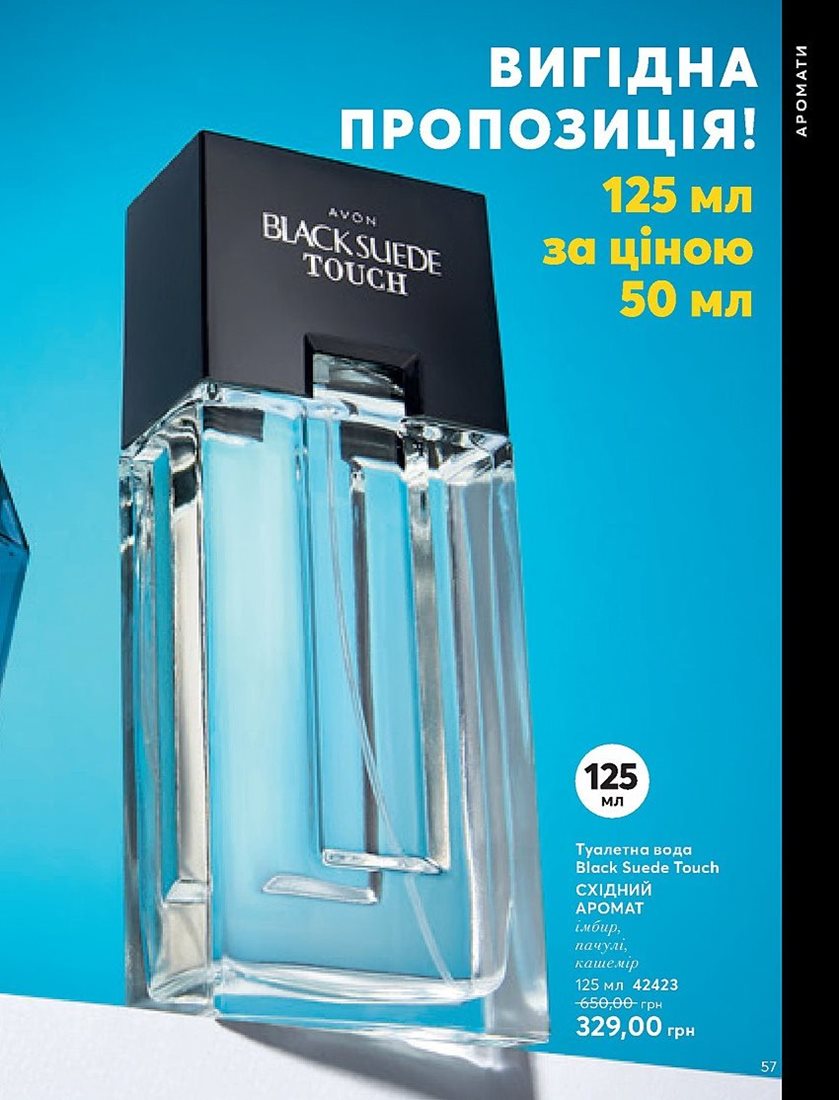 ВИГІДНА
ПРОПОЗИЦІЯ!
125 мл
за ціною
50 мл
АРОМАТИ
AVON
BLACK SUEDE
TOUCH
125
МЛ
Туалетна вода
Black Suede Touch
СХІДНИЙ
АРОМАТ
імбир,
пачулі,
кашемір
125 мл 42423
650,00 грн
329,00 грн
57